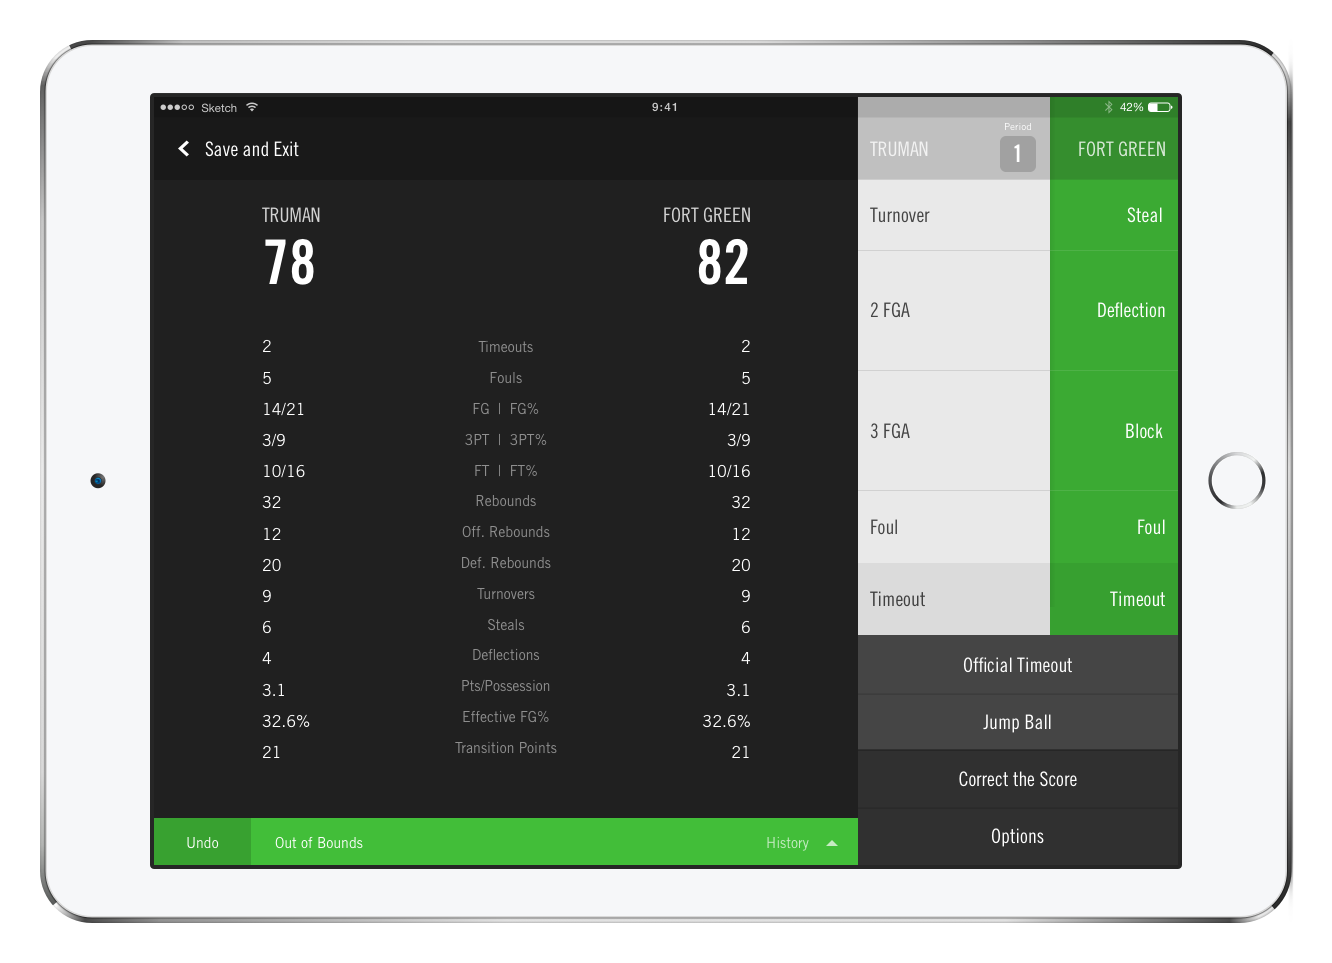 Sketch 9:41 42%
Save and Exit
TRUMAN Period 1 FORT GREEN
TRUMAN FORT GREEN
78 82
2 Timeouts 2
5 Fouls 5
14/21 FG | FG% 14/21
3/9 3PT | 3PT% 3/9
10/16 FT | FT% 10/16
32 Rebounds 32
12 Off. Rebounds 12
20 Def. Rebounds 20
9 Turnovers 9
6 Steals 6
4 Deflections 4
3.1 Pts/Possession 3.1
32.6% Effective FG% 32.6%
21 Transition Points 21
Undo Out of Bounds History
Turnover Steal
2 FGA Deflection
3 FGA Block
Foul Foul
Timeout Timeout
Official Timeout
Jump Ball
Correct the Score
Options